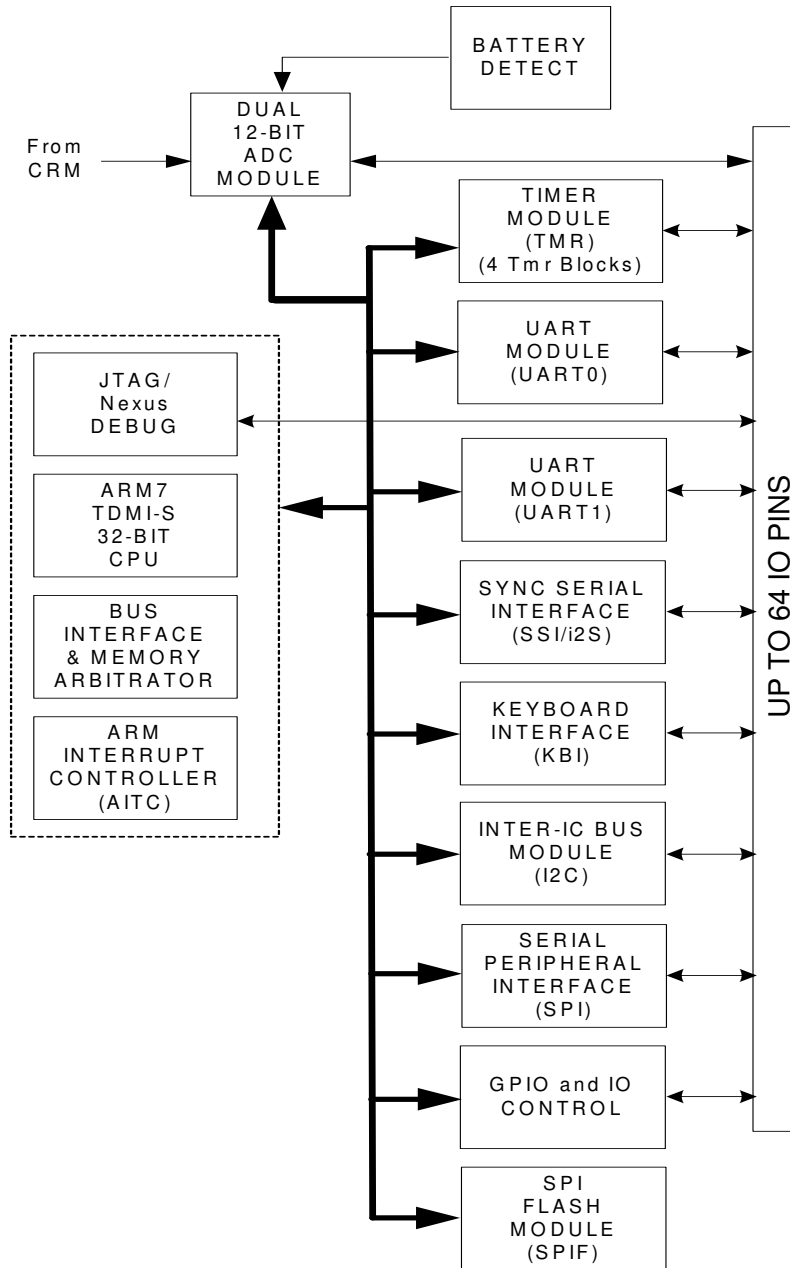 BATTERY
DETECT
DUAL
12-BIT
ADC
MODULE
From
CRM
TIMER
MODULE
(TMR)
(4 Tmr Blocks)
UART
MODULE
(UART0)
JTAG/
Nexus
DEBUG
UART
MODULE
(UART1)
ARM7
TDMI-S
32-BIT
CPU
SYNC SERIAL
INTERFACE
(SSI/i2S)
BUS
INTERFACE
& MEMORY
ARBITRATOR
KEYBOARD
INTERFACE
(KBI)
ARM
INTERRUPT
CONTROLLER
(AITC)
INTER-IC BUS
MODULE
(I2C)
SERIAL
PERIPHERAL
INTERFACE
(SPI)
GPIO and IO
CONTROL
SPI
FLASH
MODULE
(SPIF)
UP TO 64 IO PINS